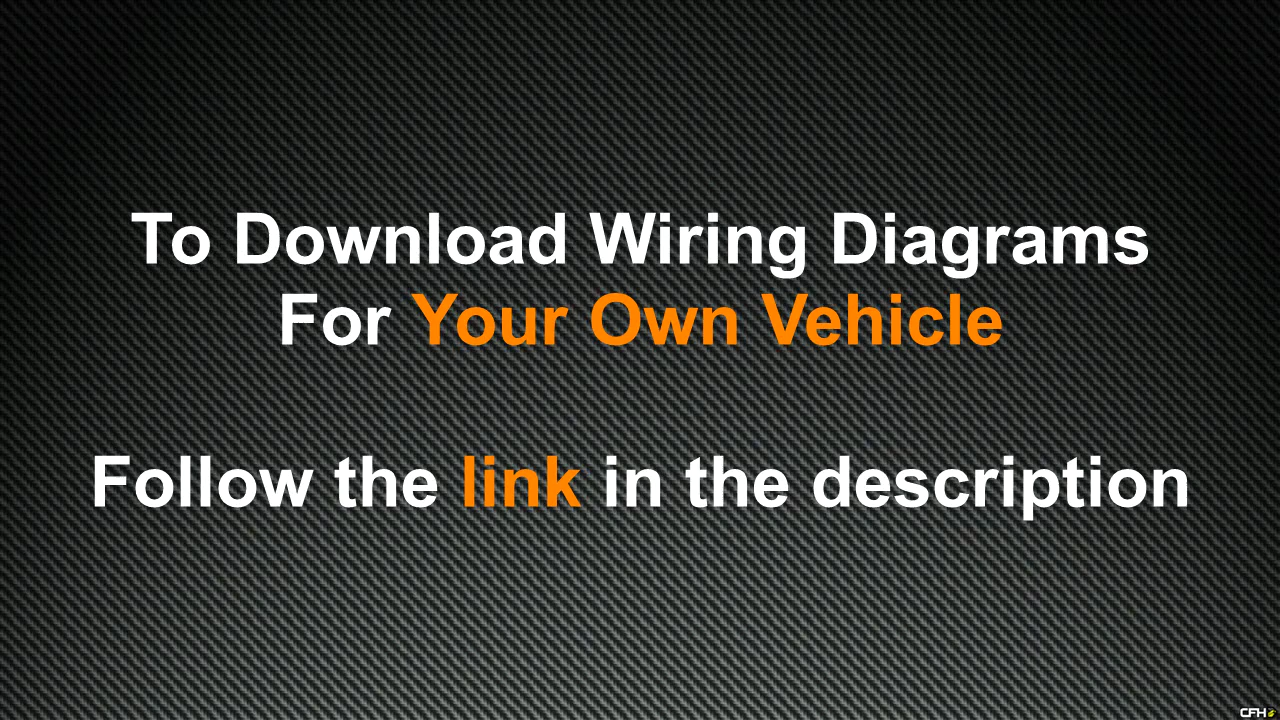 To Download Wiring Diagrams
For Your Own Vehicle
Follow the link in the description
CFH